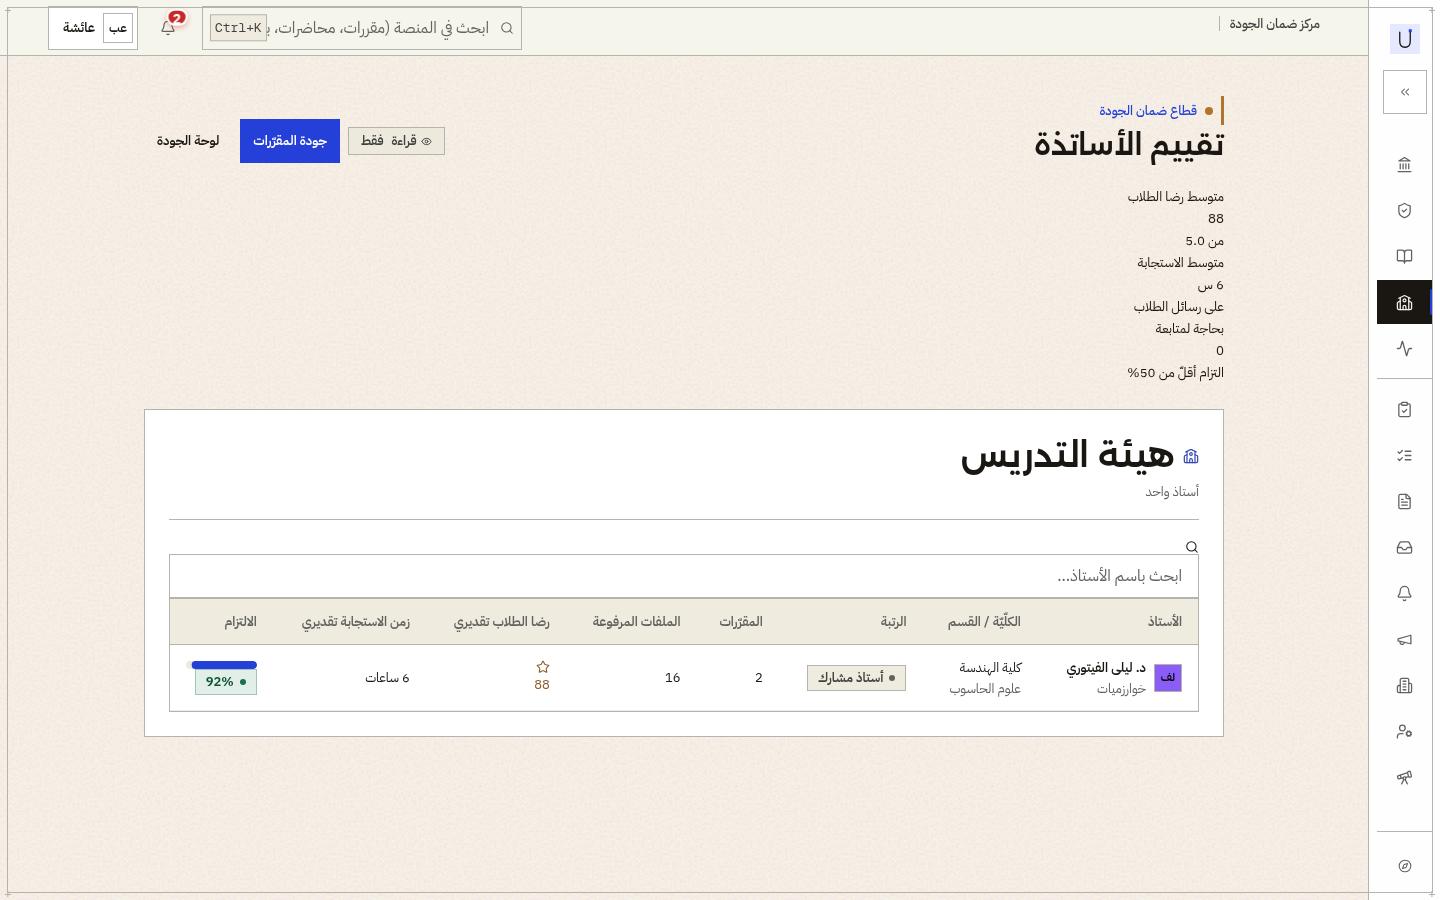 مركز ضمان الجودة
ابحث في المنصة (مقررات، محاضرات،
Ctrl+K
2
عب
عائشة
قطاع ضمان الجودة
تقييم الأساتذة
قراءة فقط
جودة المقرّرات
لوحة الجودة
متوسط رضا الطلاب
88
من 5.0
متوسط الاستجابة
6 س
على رسائل الطلاب
بحاجة لمتابعة
0
التزام أقلّ من 50%
هيئة التدريس
أستاذ واحد
ابحث باسم الأستاذ...
الأستاذ الكلّيّة / القسم الرتبة المقرّرات الملفات المرفوعة رضا الطلاب تقديري زمن الاستجابة تقديري الالتزام
لف د. ليلى الفيتوري كلية الهندسة أستاذ مشارك 2 16 88 6 ساعات 92%
خوارزميات علوم الحاسوب